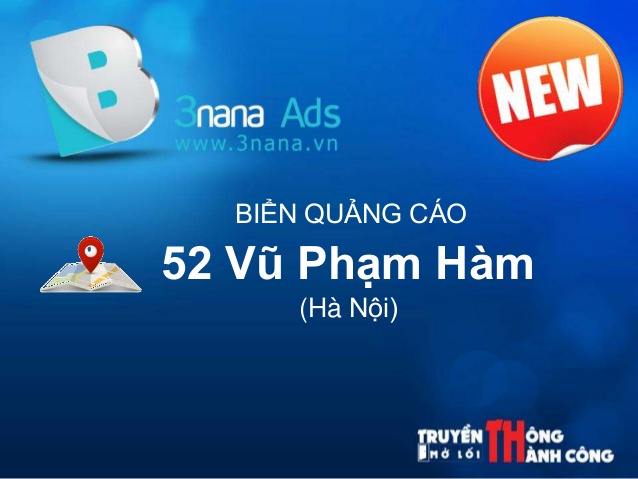 B
3nana Ads
www.3nana.vn
NEW
BIỂN QUẢNG CÁO
52 Vũ Phạm Hàm
(Hà Nội)
TRUYỀN THÔNG
MỞ LỐI THÀNH CÔNG